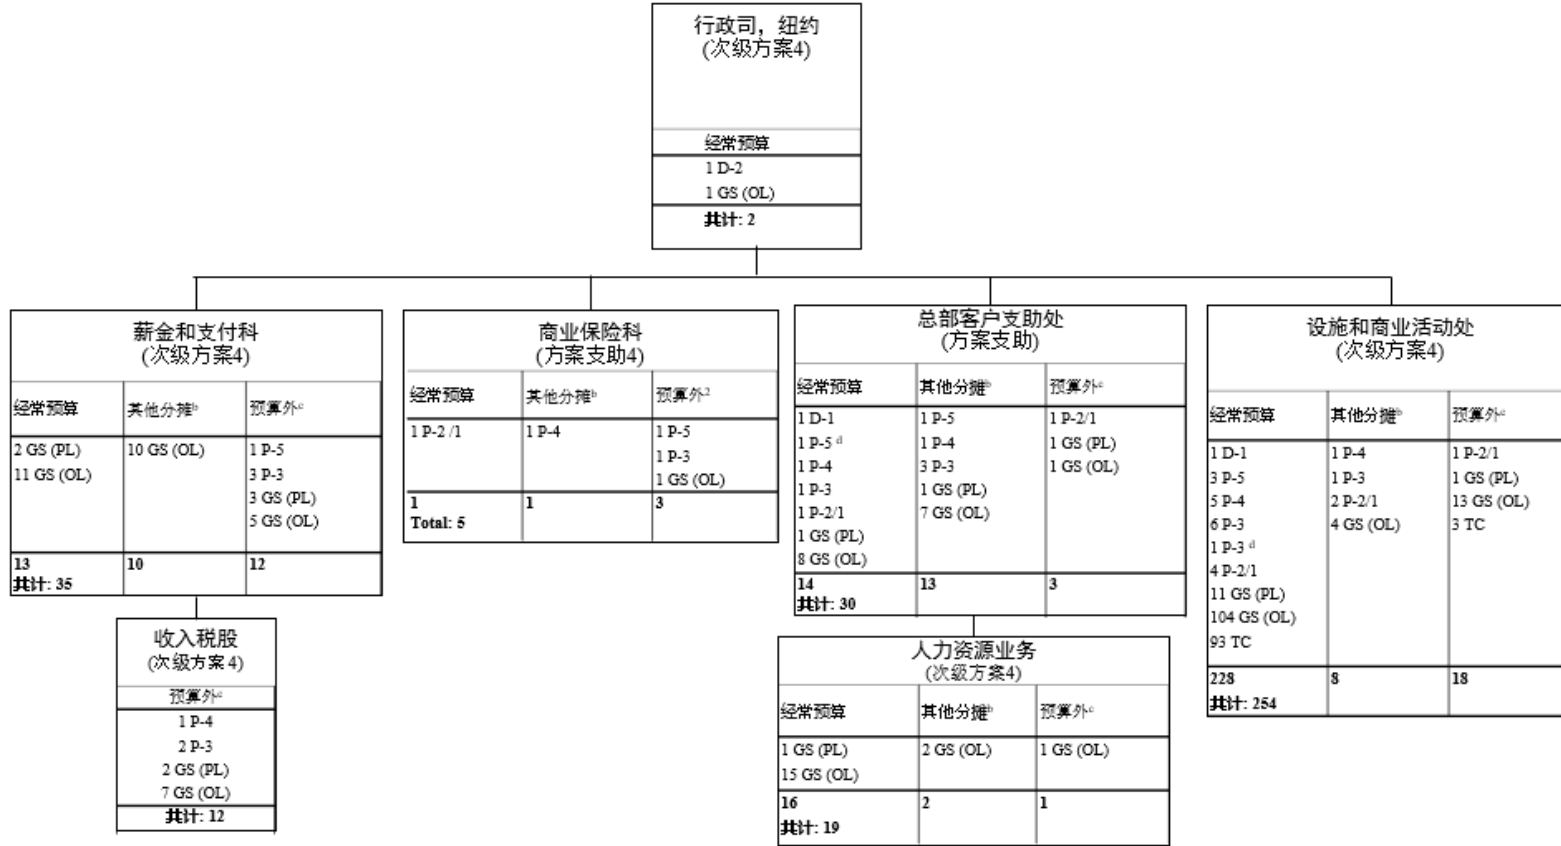 行政司，纽约
(次级方案4)
经常预算
1 D-2
1 GS (OL)
共计: 2
薪金和支付科
(次级方案4)
经常预算
其他分摊ᵇ
预算外ᶜ
2 GS (PL)
11 GS (OL)
10 GS (OL)
1 P-5
3 P-3
3 GS (PL)
5 GS (OL)
13
10
12
共计: 35
收入税股
(次级方案 4)
预算外ᶜ
1 P-4
2 P-3
2 GS (PL)
7 GS (OL)
共计: 12
商业保险科
(方案支助4)
经常预算
其他分摊ᵇ
预算外²
1 P-2 /1
1 P-4
1 P-5
1 P-3
1 GS (OL)
1
1
3
Total: 5
总部客户支助处
(方案支助)
经常预算
其他分摊ᵇ
预算外ᶜ
1 D-1
1 P-5 ᵈ
1 P-4
1 P-3
1 P-2/1
1 GS (PL)
8 GS (OL)
1 P-5
1 P-4
3 P-3
1 GS (PL)
7 GS (OL)
1 P-2/1
1 GS (PL)
1 GS (OL)
14
13
3
共计: 30
人力资源业务
(次级方案4)
经常预算
其他分摊ᵇ
预算外ᶜ
1 GS (PL)
15 GS (OL)
2 GS (OL)
1 GS (OL)
16
2
1
共计: 19
设施和商业活动处
(次级方案4)
经常预算
其他分摊ᵇ
预算外ᶜ
1 D-1
3 P-5
5 P-4
6 P-3
1 P-3 ᵈ
4 P-2/1
11 GS (PL)
104 GS (OL)
93 TC
1 P-4
1 P-3
2 P-2/1
4 GS (OL)
1 P-2/1
1 GS (PL)
13 GS (OL)
3 TC
228
8
18
共计: 254